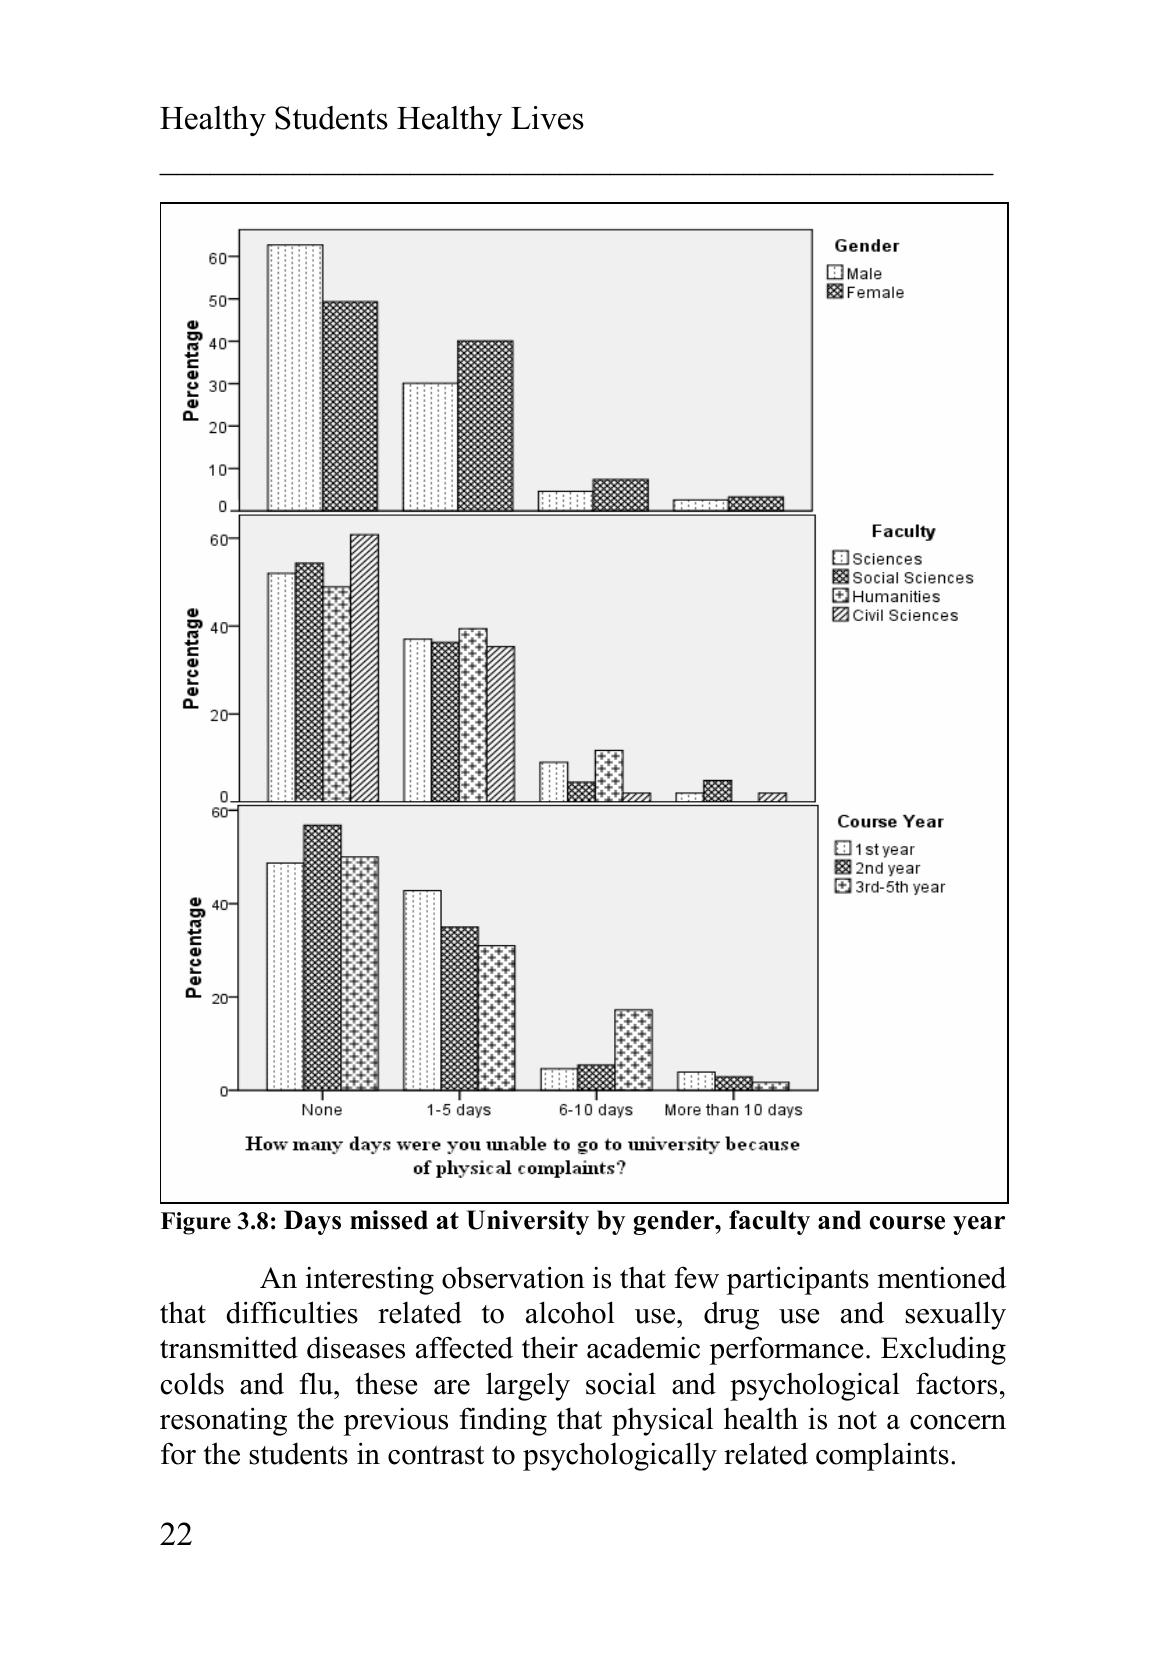 Healthy Students Healthy Lives
Gender
Male
Female
Percentage
60
50
40
30
20
10
0
Faculty
Sciences
Social Sciences
Humanities
Civil Sciences
Percentage
60
40
20
0
Course Year
1st year
2nd year
3rd-5th year
Percentage
60
40
20
0
None 1-5 days 6-10 days More than 10 days
How many days were you unable to go to university because
of physical complaints?
Figure 3.8: Days missed at University by gender, faculty and course year
An interesting observation is that few participants mentioned
that difficulties related to alcohol use, drug use and sexually
transmitted diseases affected their academic performance. Excluding
colds and flu, these are largely social and psychological factors,
resonating the previous finding that physical health is not a concern
for the students in contrast to psychologically related complaints.
22